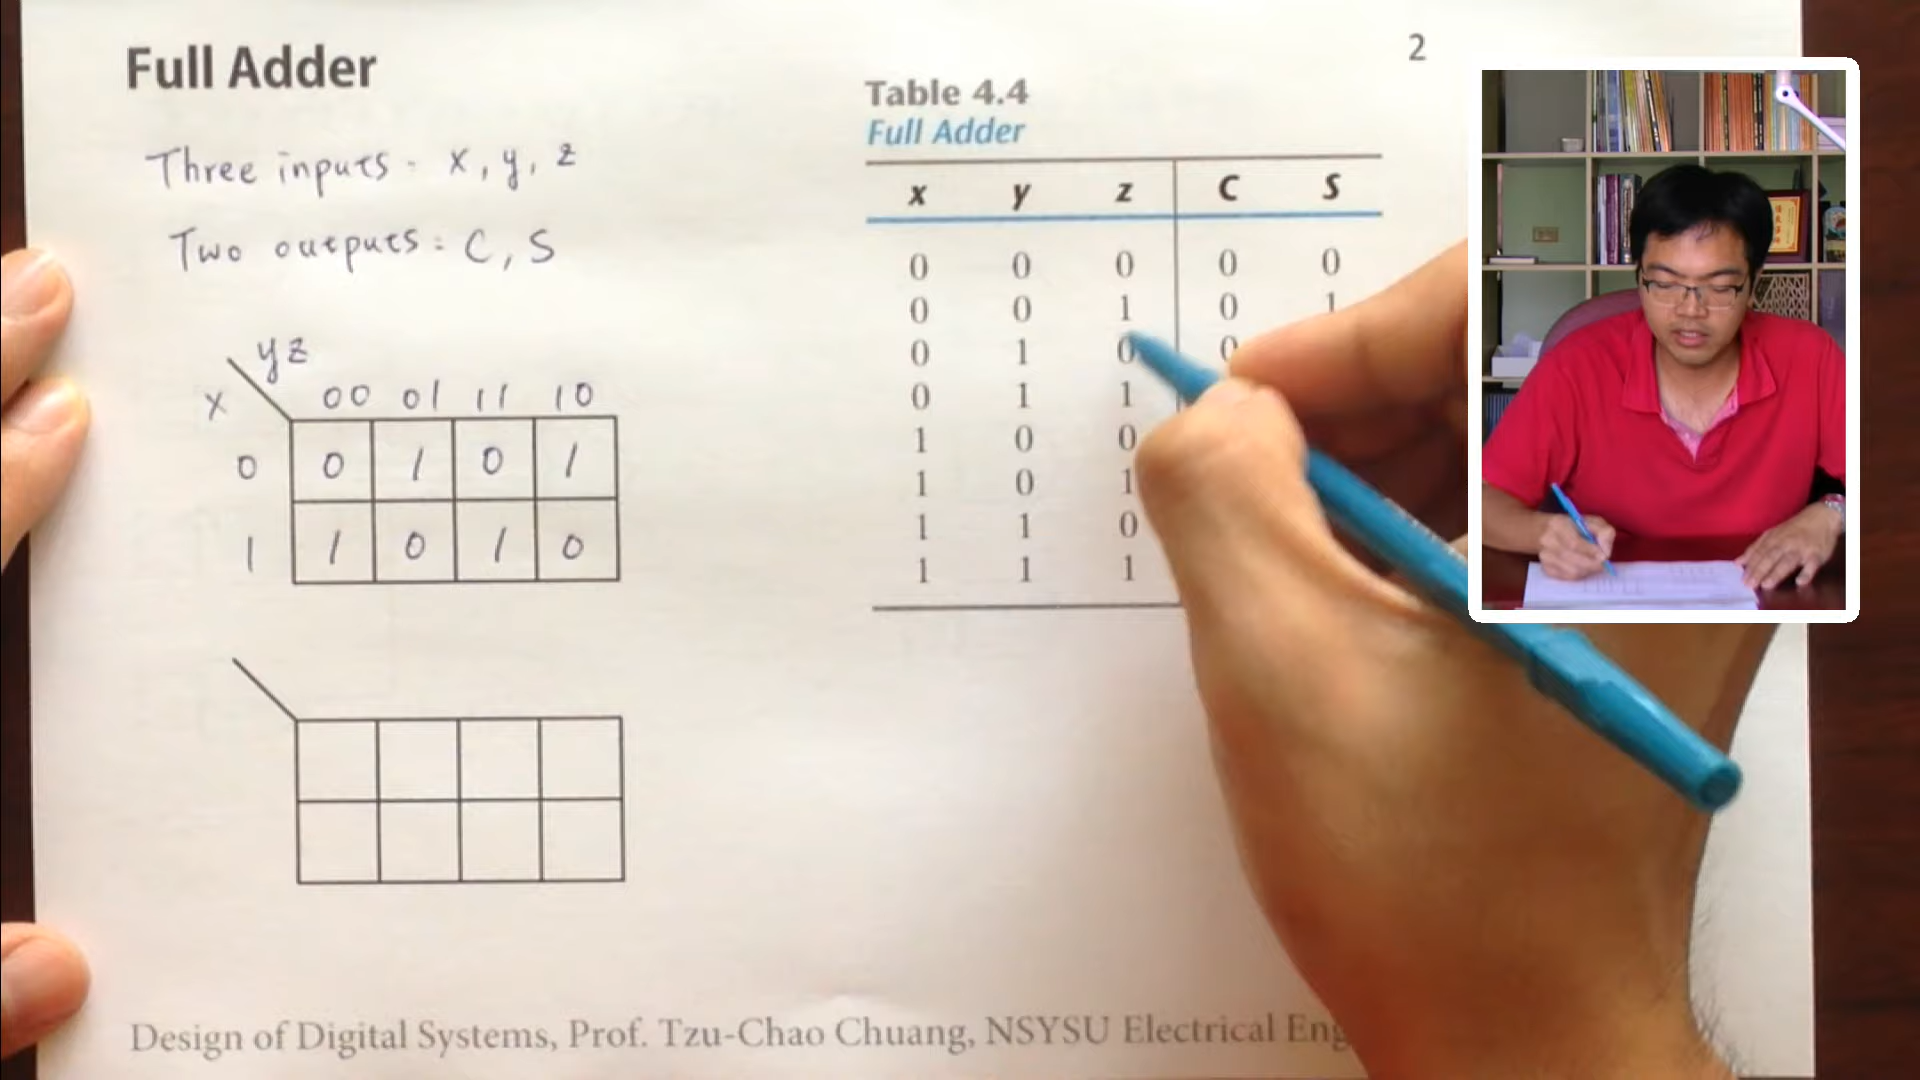 Full Adder
Three inputs: x, y, z
Two outputs: C, S
yz
x 00 01 11 10
0 0 1 0 1
1 1 0 1 0
2
Table 4.4
Full Adder
x y z C S
0 0 0 0 0
0 0 1 0 1
0 1 0 0
0 1 1
1 0 0
1 0 1
1 1 0
1 1 1
Design of Digital Systems, Prof. Tzu-Chao Chuang, NSYSU Electrical Eng